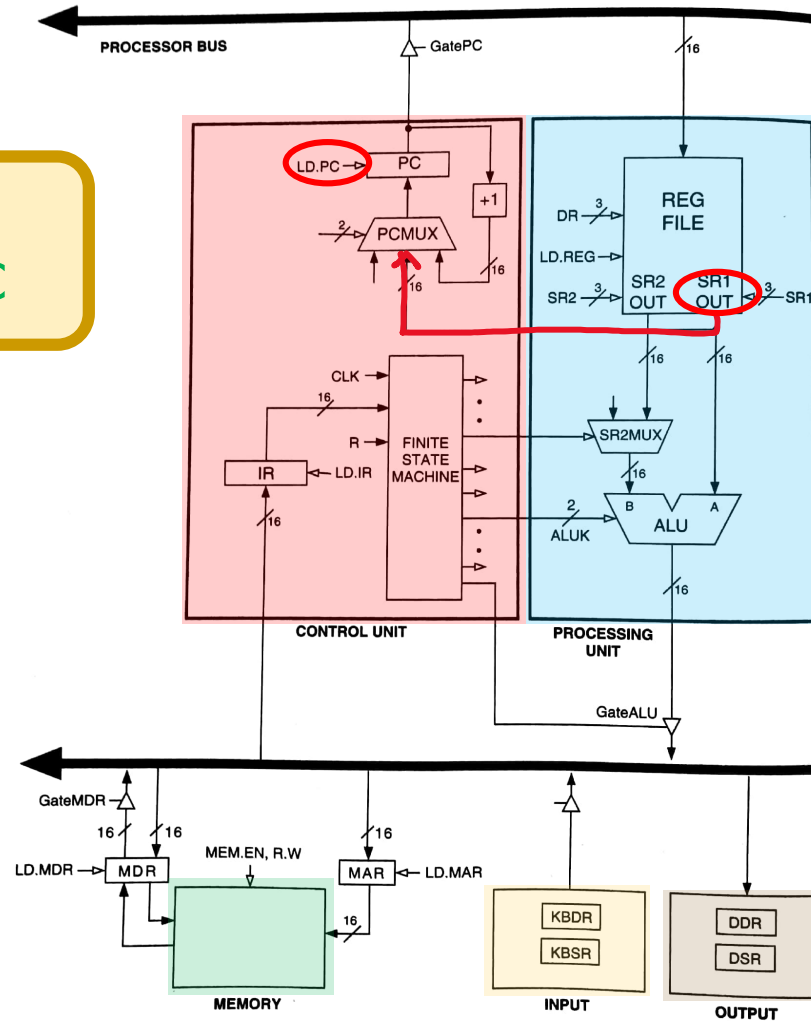 PROCESSOR BUS
GatePC
16
C
LD.PC
PC
+1
2
PCMUX
16
16
REG
FILE
DR
3
LD.REG
SR2
3
SR2
OUT
SR1
OUT
3
SR1
16
16
CLK
16
R
FINITE
STATE
MACHINE
IR
LD.IR
16
SR2MUX
16
B
A
ALU
2
ALUK
16
CONTROL UNIT
PROCESSING
UNIT
GateALU
GateMDR
16
16
16
LD.MDR
MDR
MEM.EN, R.W
MAR
LD.MAR
16
KBDR
KBSR
DDR
DSR
MEMORY
INPUT
OUTPUT